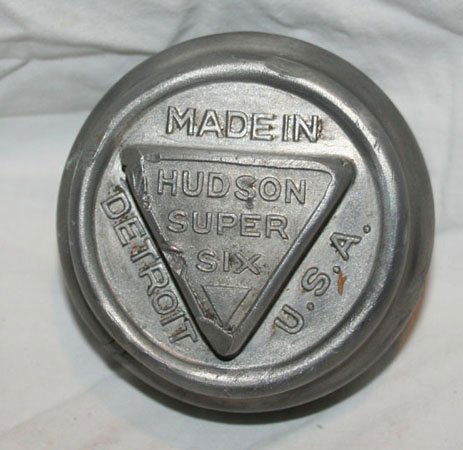 MADE IN
HUDSON
SUPER
SIX
DETROIT
U.S.A.